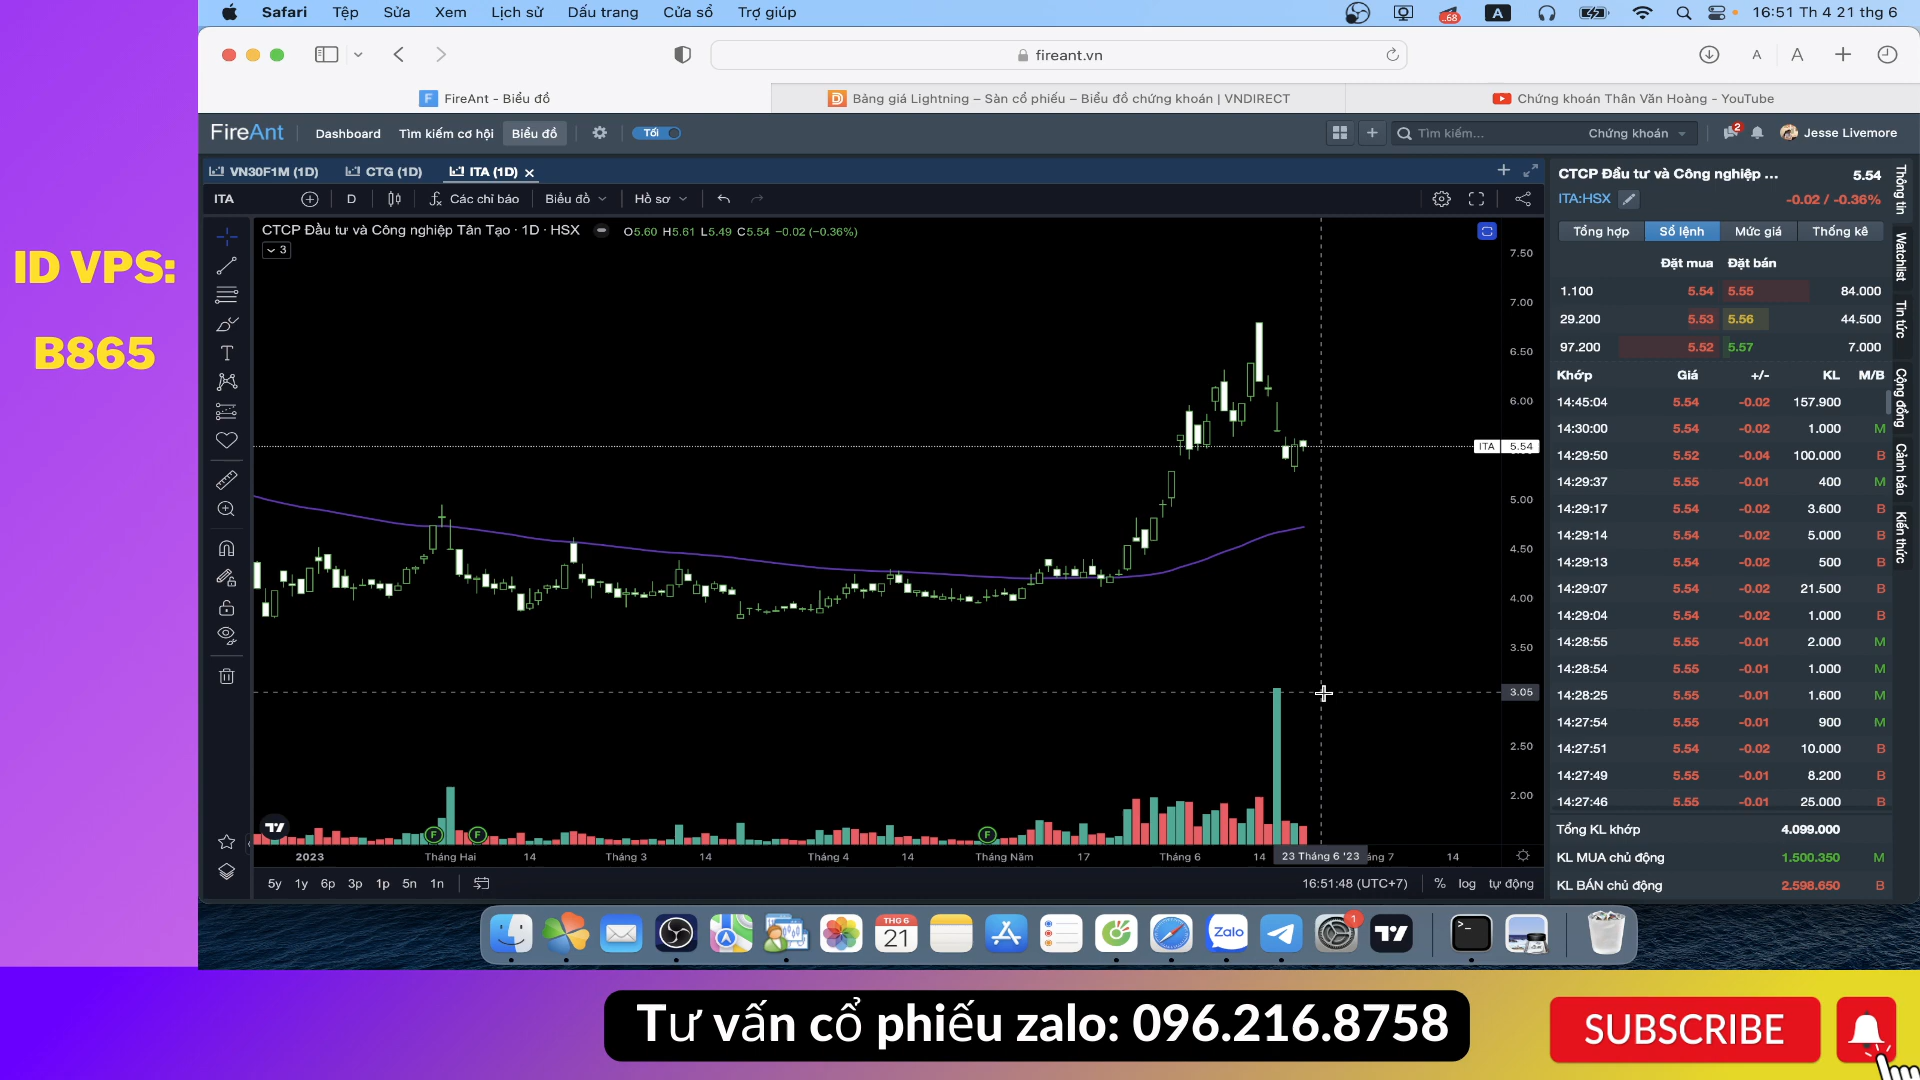 Safari Tệp Sửa Xem Lịch sử Dấu trang Cửa sổ Trợ giúp
..68 A 16:51 Th 4 21 thg 6
fireant.vn
A A
F FireAnt - Biểu đồ
Bảng giá Lightning – Sàn cổ phiếu – Biểu đồ chứng khoán | VNDIRECT
Chứng khoán Thân Văn Hoàng - YouTube
FireAnt Dashboard Tìm kiếm cơ hội Biểu đồ Tối
Tìm kiếm... Chứng khoán 2 Jesse Livemore
VN30F1M (1D) CTG (1D) ITA (1D)
ITA D Các chỉ báo Biểu đồ Hồ sơ
CTCP Đầu tư và Công nghiệp Tân Tạo · 1D · HSX O5.60 H5.61 L5.49 C5.54 −0.02 (−0.36%)
3
7.50
7.00
6.50
6.00
ITA 5.54
5.00
4.50
4.00
3.50
3.05
2.50
2.00
F F F
2023 Tháng Hai 14 Tháng 3 14 Tháng 4 14 Tháng Năm 17 Tháng 6 14 23 Tháng 6 '23 áng 7 14
5y 1y 6p 3p 1p 5n 1n
16:51:48 (UTC+7) % log tự động
CTCP Đầu tư và Công nghiệp ... 5.54
ITA:HSX -0.02 / -0.36%
Tổng hợp Sổ lệnh Mức giá Thống kê
Đặt mua Đặt bán
1.100 5.54 5.55 84.000
29.200 5.53 5.56 44.500
97.200 5.52 5.57 7.000
Khớp Giá +/- KL M/B
14:45:04 5.54 -0.02 157.900
14:30:00 5.54 -0.02 1.000 M
14:29:50 5.52 -0.04 100.000 B
14:29:37 5.55 -0.01 400 M
14:29:17 5.54 -0.02 3.600 B
14:29:14 5.54 -0.02 5.000 B
14:29:13 5.54 -0.02 500 B
14:29:07 5.54 -0.02 21.500 B
14:29:04 5.54 -0.02 1.000 B
14:28:55 5.55 -0.01 2.000 M
14:28:54 5.55 -0.01 1.000 M
14:28:25 5.55 -0.01 1.600 M
14:27:54 5.55 -0.01 900 M
14:27:51 5.54 -0.02 10.000 B
14:27:49 5.55 -0.01 8.200 B
14:27:46 5.55 -0.01 25.000 B
Tổng KL khớp 4.099.000
KL MUA chủ động 1.500.350 M
KL BÁN chủ động 2.598.650 B
Thông tin
Watchlist
Tin tức
Cộng đồng
Cảnh báo
Kiến thức
ID VPS:
B865
THG 6
21
Zalo
1
Tư vấn cổ phiếu zalo: 096.216.8758
SUBSCRIBE